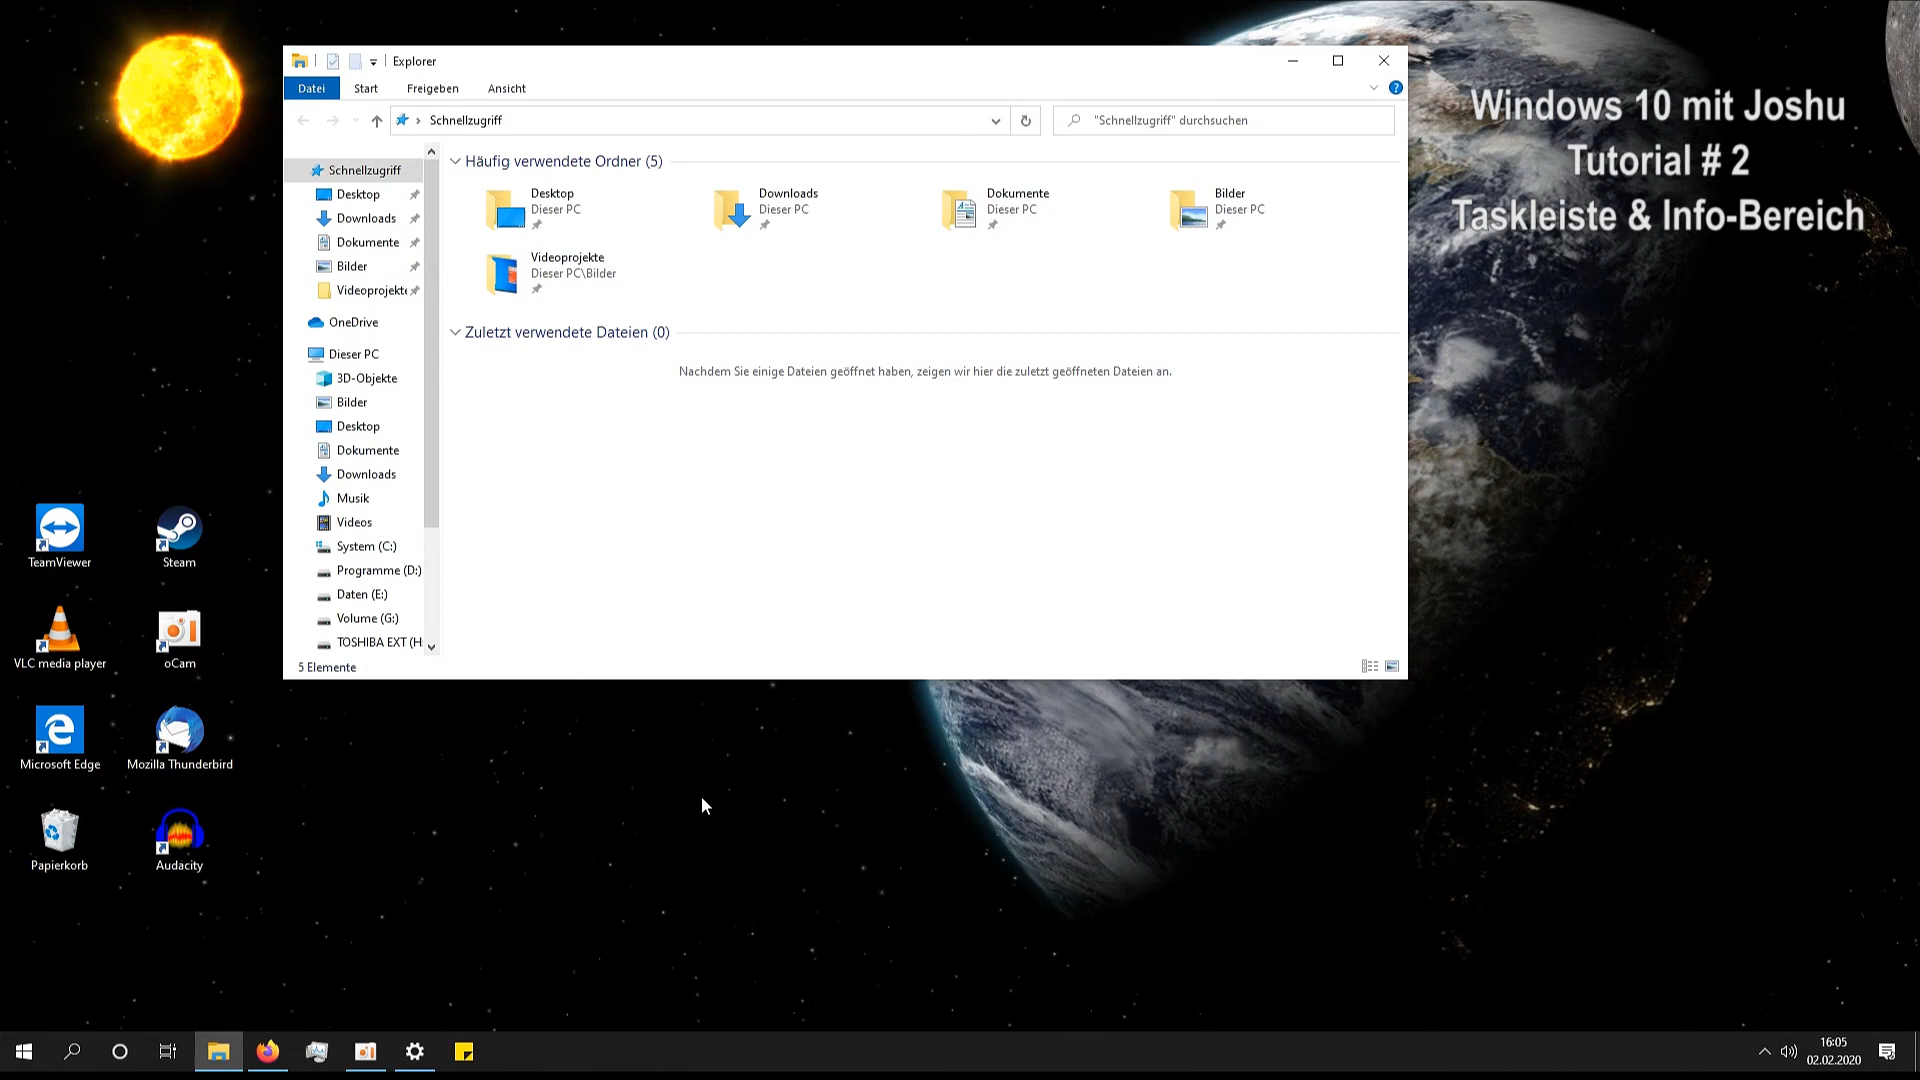 Explorer
Datei Start Freigeben Ansicht
Schnellzugriff
"Schnellzugriff" durchsuchen
Schnellzugriff
Desktop
Downloads
Dokumente
Bilder
Videoprojekte
OneDrive
Dieser PC
3D-Objekte
Bilder
Desktop
Dokumente
Downloads
Musik
Videos
System (C:)
Programme (D:)
Daten (E:)
Volume (G:)
TOSHIBA EXT (H:
Häufig verwendete Ordner (5)
Desktop
Dieser PC
Downloads
Dieser PC
Dokumente
Dieser PC
Bilder
Dieser PC
Videoprojekte
Dieser PC\Bilder
Zuletzt verwendete Dateien (0)
Nachdem Sie einige Dateien geöffnet haben, zeigen wir hier die zuletzt geöffneten Dateien an.
5 Elemente
Windows 10 mit Joshu
Tutorial # 2
Taskleiste & Info-Bereich
TeamViewer
Steam
VLC media player
oCam
Microsoft Edge
Mozilla Thunderbird
Papierkorb
Audacity
16:05
02.02.2020